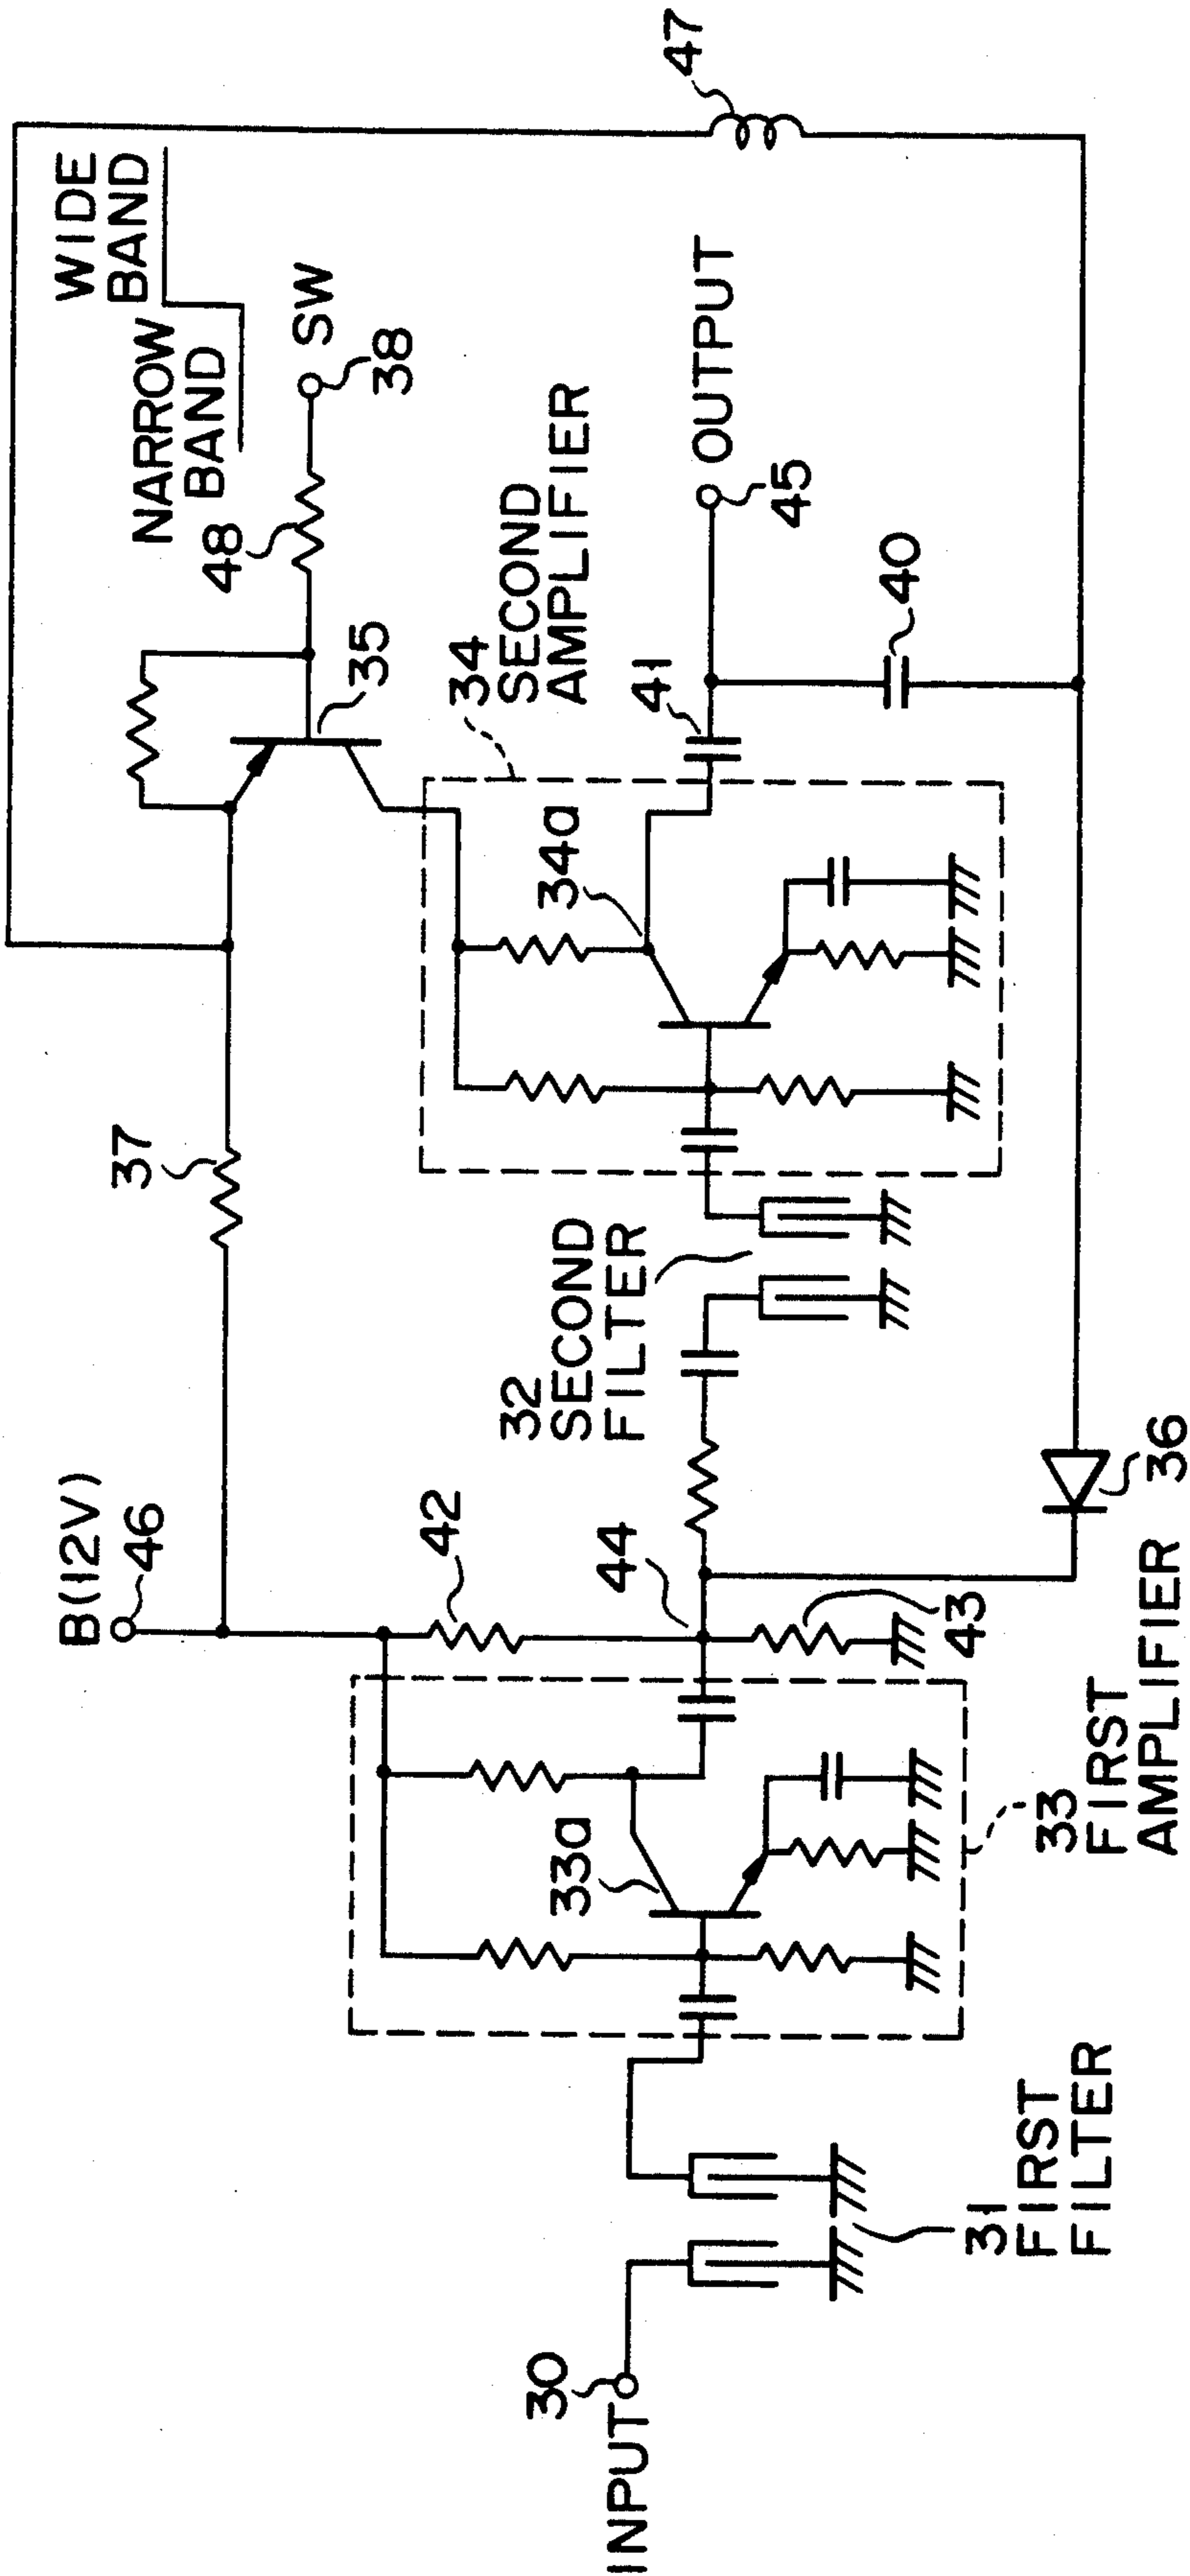 WIDE
BAND
NARROW
BAND
SW
38
48
35
37
B(12V)
46
47
34 SECOND
AMPLIFIER
34a
41
OUTPUT
45
40
32 SECOND
FILTER
42
44
43
36
33a
33
FIRST
AMPLIFIER
31
FIRST
FILTER
30
INPUT